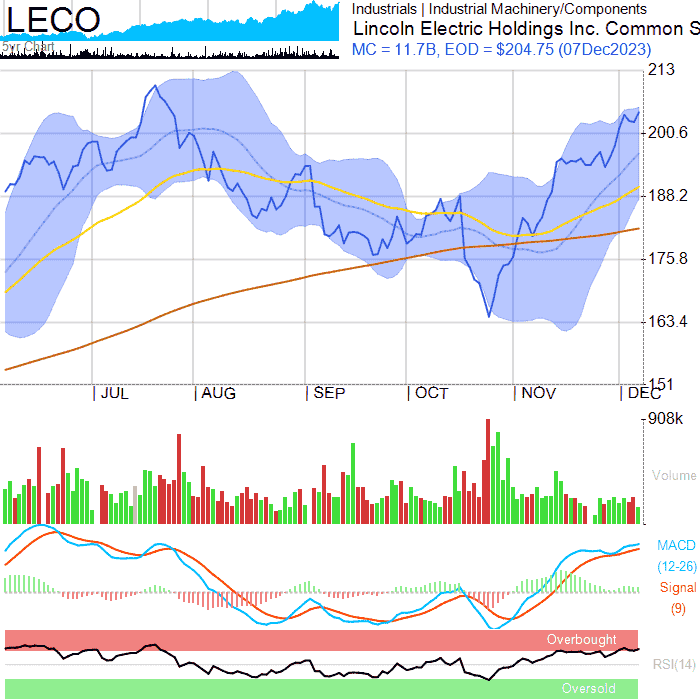 LECO
5yr Chart
Industrials | Industrial Machinery/Components
Lincoln Electric Holdings Inc. Common S
MC = 11.7B, EOD = $204.75 (07Dec2023)
213
200.6
188.2
175.8
163.4
151
JUL AUG SEP OCT NOV DEC
908k
Volume
MACD
(12-26)
Signal
(9)
Overbought
RSI(14)
Oversold